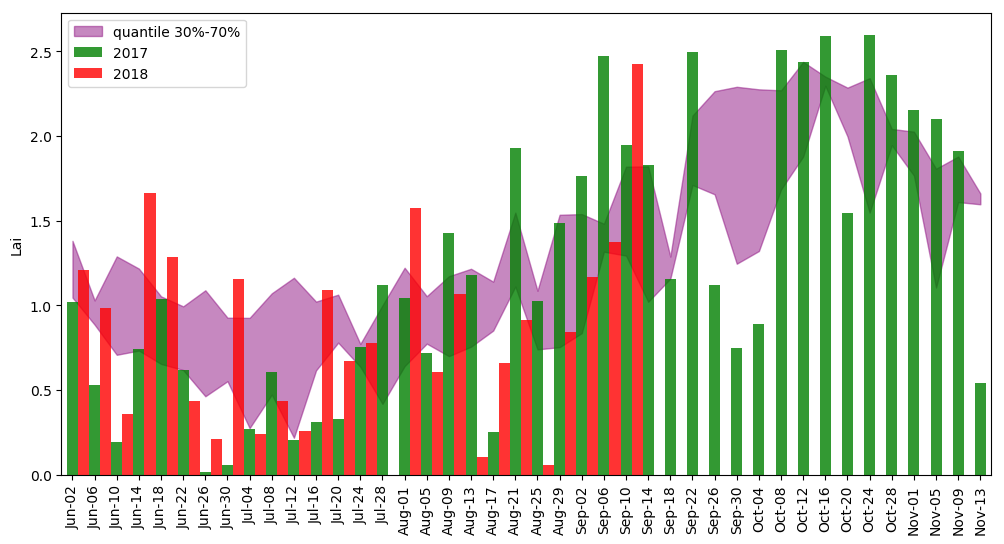 quantile 30%-70%
2017
2018
2.5
2.0
1.5
1.0
0.5
0.0
Lai
Jun-02
Jun-06
Jun-10
Jun-14
Jun-18
Jun-22
Jun-26
Jun-30
Jul-04
Jul-08
Jul-12
Jul-16
Jul-20
Jul-24
Jul-28
Aug-01
Aug-05
Aug-09
Aug-13
Aug-17
Aug-21
Aug-25
Aug-29
Sep-02
Sep-06
Sep-10
Sep-14
Sep-18
Sep-22
Sep-26
Sep-30
Oct-04
Oct-08
Oct-12
Oct-16
Oct-20
Oct-24
Oct-28
Nov-01
Nov-05
Nov-09
Nov-13